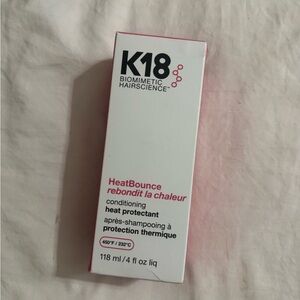 K18
BIOMIMETIC
HAIRSCIENCE™
HeatBounce
rebondit la chaleur
conditioning
heat protectant
après-shampooing à
protection thermique
450°F / 232°C
118 ml / 4 fl oz liq